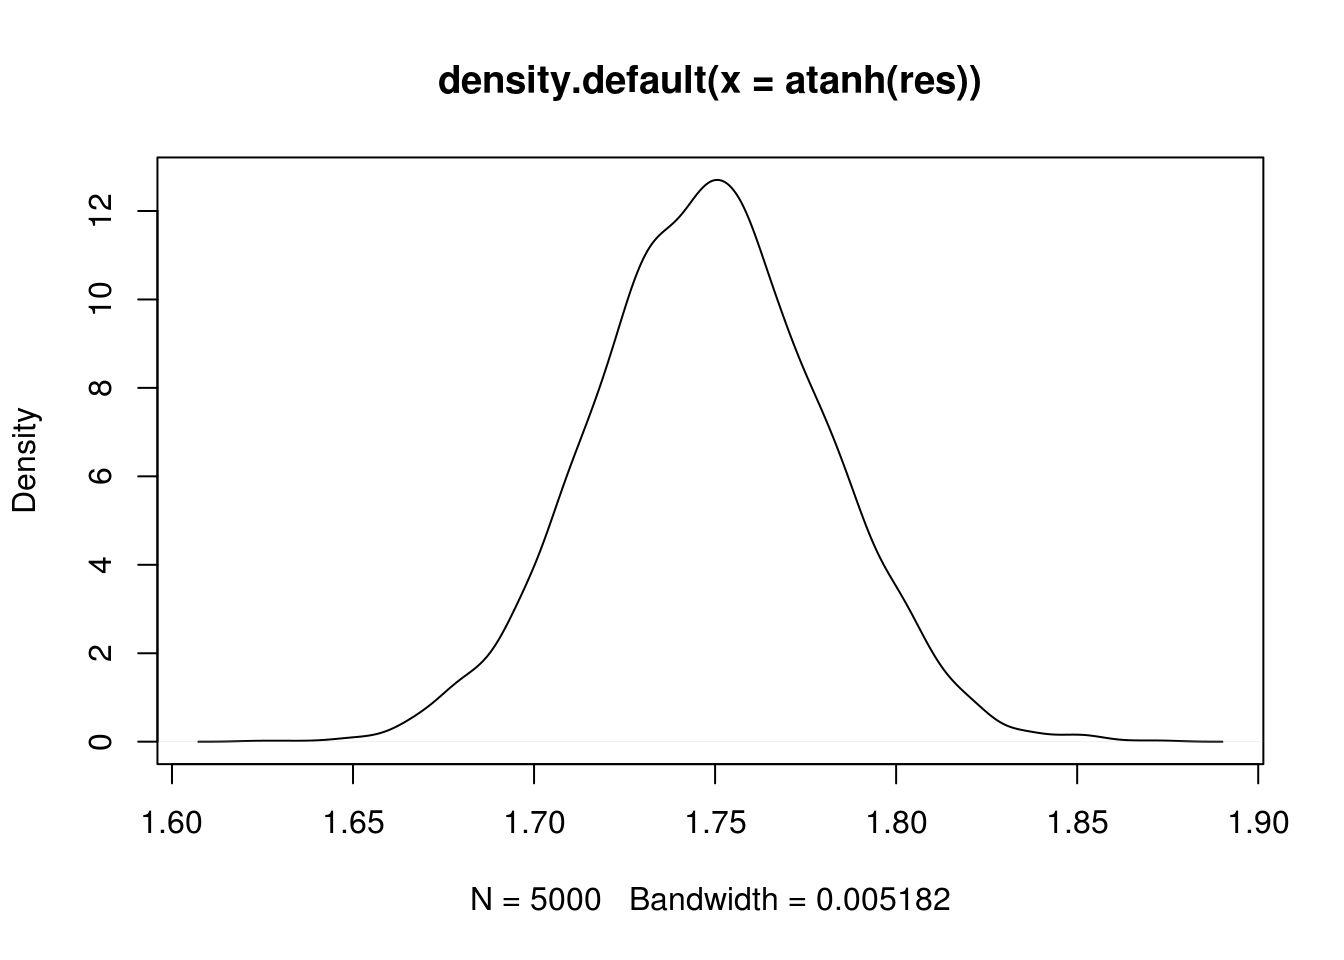 density.default(x = atanh(res))
Density
12
10
8
6
4
2
0
1.60 1.65 1.70 1.75 1.80 1.85 1.90
N = 5000   Bandwidth = 0.005182